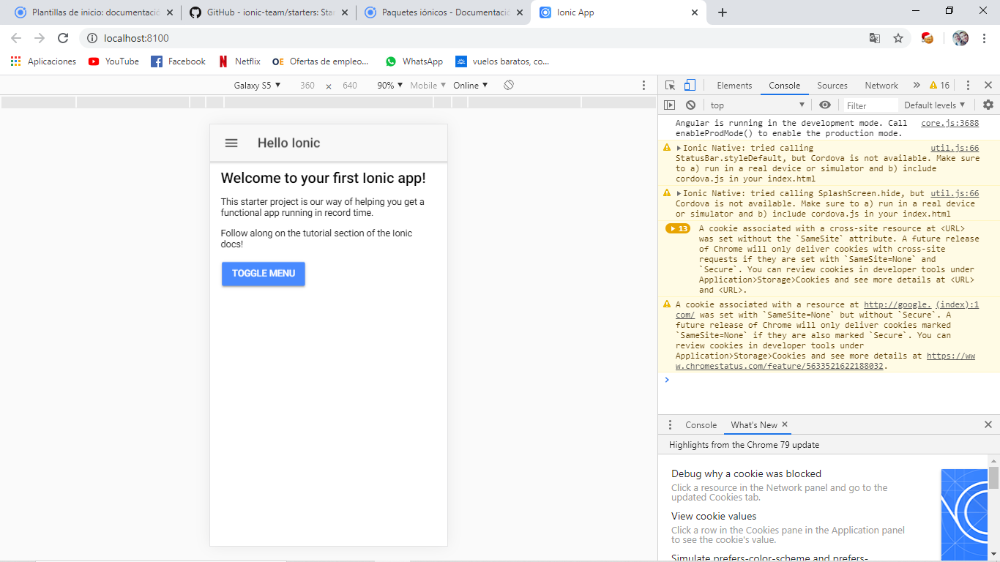 Plantillas de inicio: documentació
GitHub - ionic-team/starters: Star
Paquetes iónicos - Documentació
Ionic App
localhost:8100
Aplicaciones
YouTube
Facebook
Netflix
OE Ofertas de empleo...
WhatsApp
vuelos baratos, co...
Galaxy S5 ▼ 360 × 640 90% ▼ Mobile ▼ Online ▼
Hello Ionic
Welcome to your first Ionic app!
This starter project is our way of helping you get a
functional app running in record time.
Follow along on the tutorial section of the Ionic
docs!
TOGGLE MENU
Elements Console Sources Network » 16
top ▼ Filter Default levels ▼
Angular is running in the development mode. Call core.js:3688
enableProdMode() to enable the production mode.
Ionic Native: tried calling util.js:66
StatusBar.styleDefault, but Cordova is not available. Make sure
to a) run in a real device or simulator and b) include
cordova.js in your index.html
Ionic Native: tried calling SplashScreen.hide, but util.js:66
Cordova is not available. Make sure to a) run in a real device
or simulator and b) include cordova.js in your index.html
13 A cookie associated with a cross-site resource at <URL>
was set without the `SameSite` attribute. A future release
of Chrome will only deliver cookies with cross-site
requests if they are set with `SameSite=None` and
`Secure`. You can review cookies in developer tools under
Application>Storage>Cookies and see more details at <URL>
and <URL>.
A cookie associated with a resource at http://google. (index):1
com/ was set with `SameSite=None` but without `Secure`. A
future release of Chrome will only deliver cookies marked
`SameSite=None` if they are also marked `Secure`. You can
review cookies in developer tools under
Application>Storage>Cookies and see more details at https://ww
w.chromestatus.com/feature/5633521622188032.
Console What's New ×
Highlights from the Chrome 79 update
Debug why a cookie was blocked
Click a resource in the Network panel and go to the
updated Cookies tab.
View cookie values
Click a row in the Cookies pane in the Application panel
to see the cookie's value.
Simulate prefers-color-scheme and prefers-